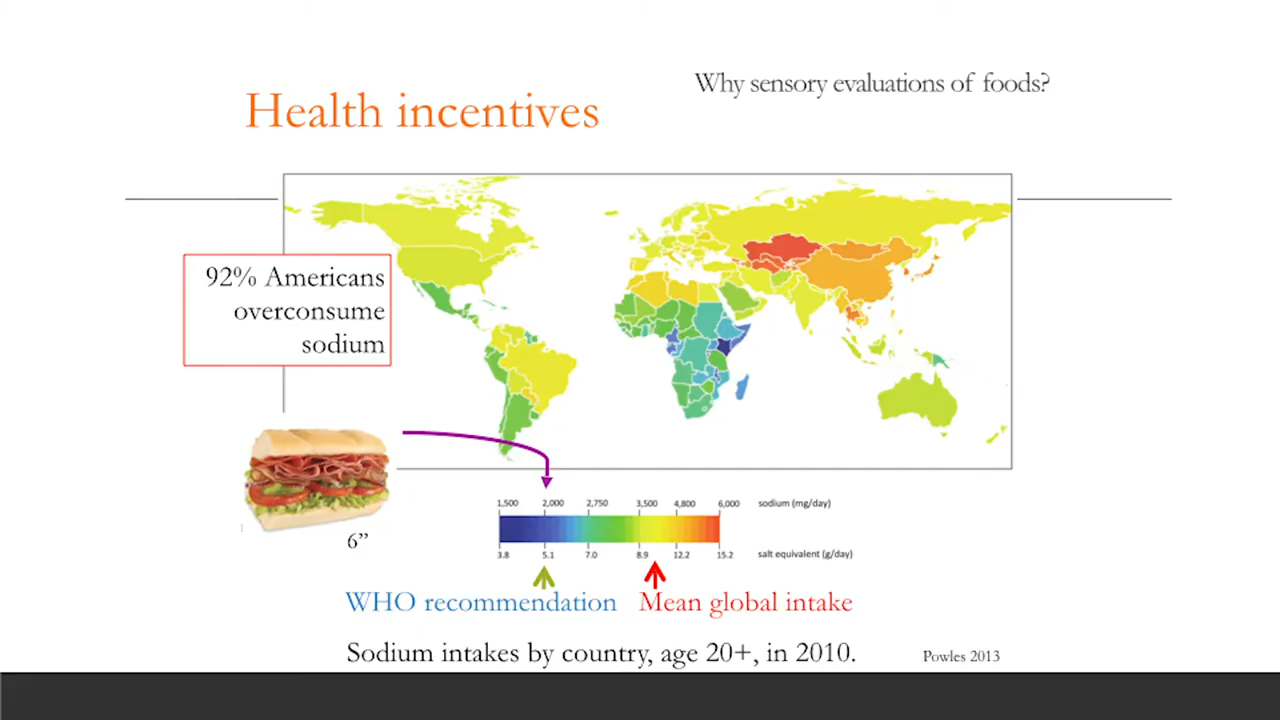 Why sensory evaluations of foods?
Health incentives
92% Americans
overconsume
sodium
1
6”
1,500 2,000 2,750 3,500 4,800 6,000 sodium (mg/day)
3.8 5.1 7.0 8.9 12.2 15.2 salt equivalent (g/day)
WHO recommendation Mean global intake
Sodium intakes by country, age 20+, in 2010. Powles 2013